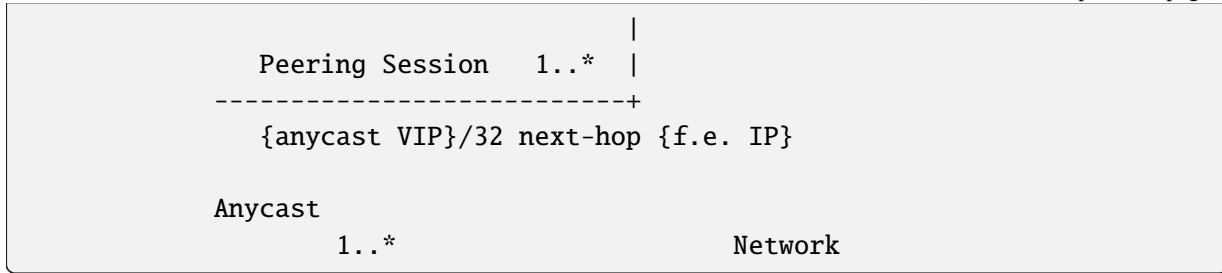 |
Peering Session 1..* |
---------------------------+
{anycast VIP}/32 next-hop {f.e. IP}
Anycast
1..* Network